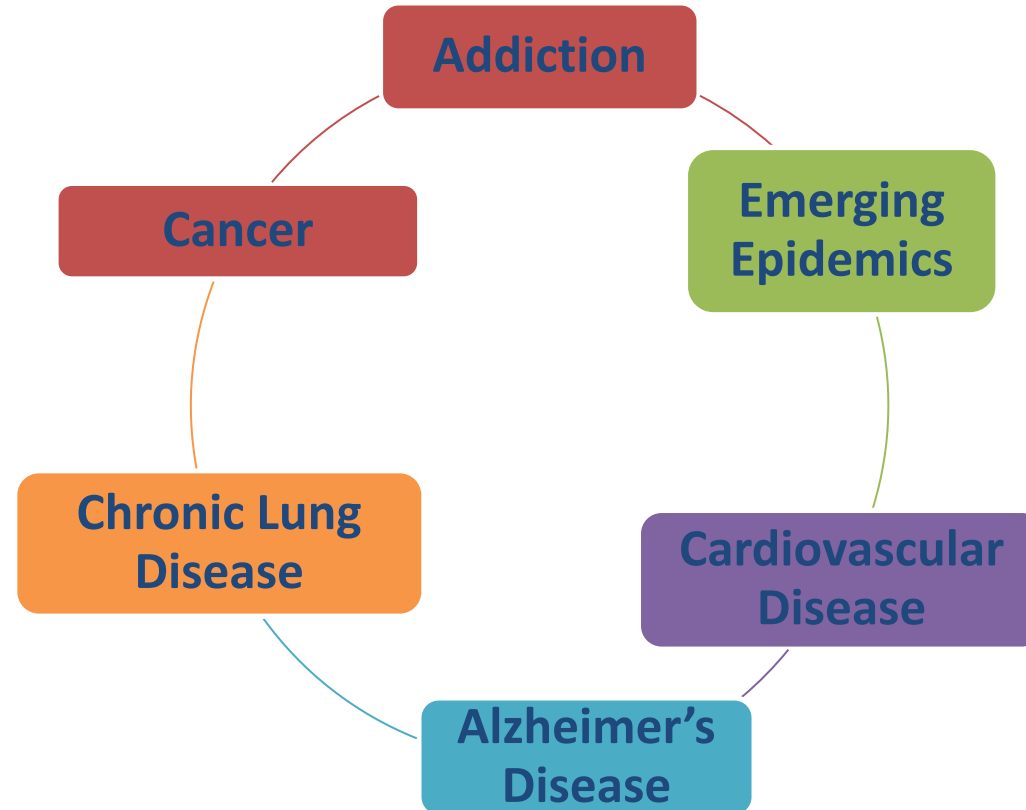 Addiction
Emerging
Epidemics
Cardiovascular
Disease
Alzheimer’s
Disease
Chronic Lung
Disease
Cancer